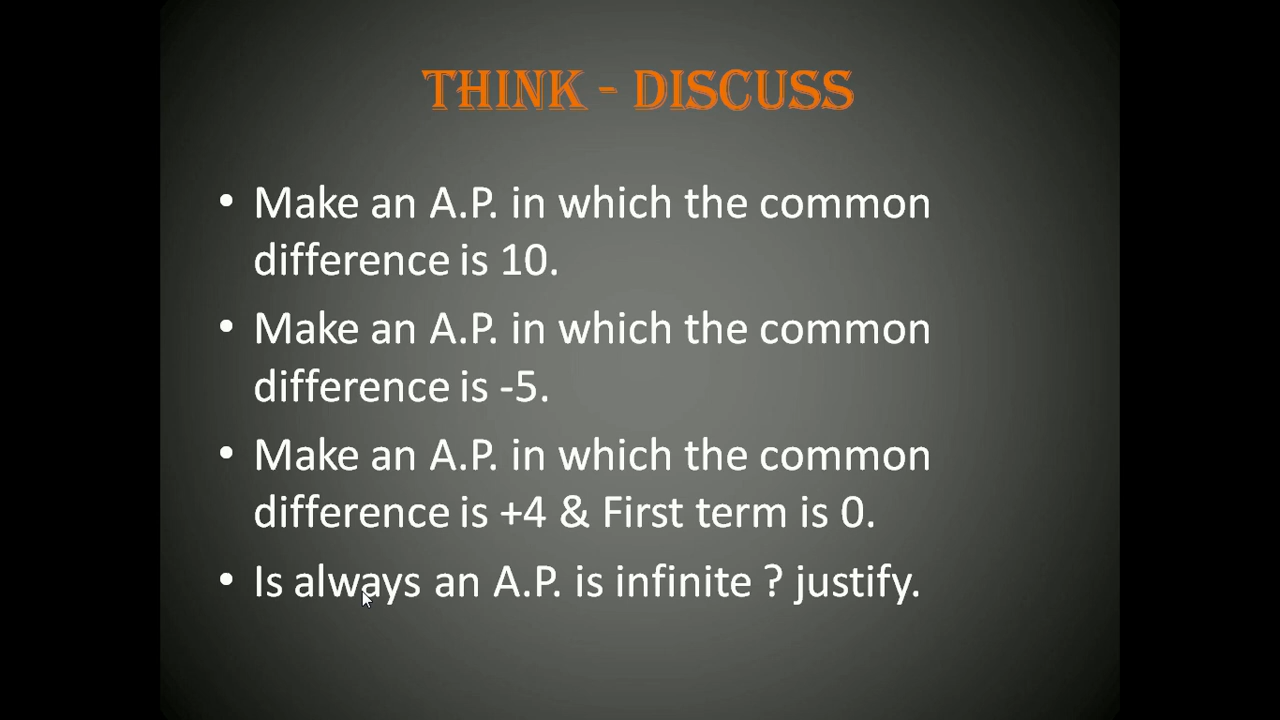 THINK - DISCUSS
• Make an A.P. in which the common
difference is 10.
• Make an A.P. in which the common
difference is -5.
• Make an A.P. in which the common
difference is +4 & First term is 0.
• Is always an A.P. is infinite ? justify.